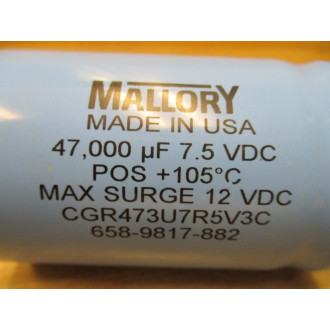 MALLORY
MADE IN USA
47,000 µF 7.5 VDC
POS +105°C
MAX SURGE 12 VDC
CGR473U7R5V3C
658-9817-882